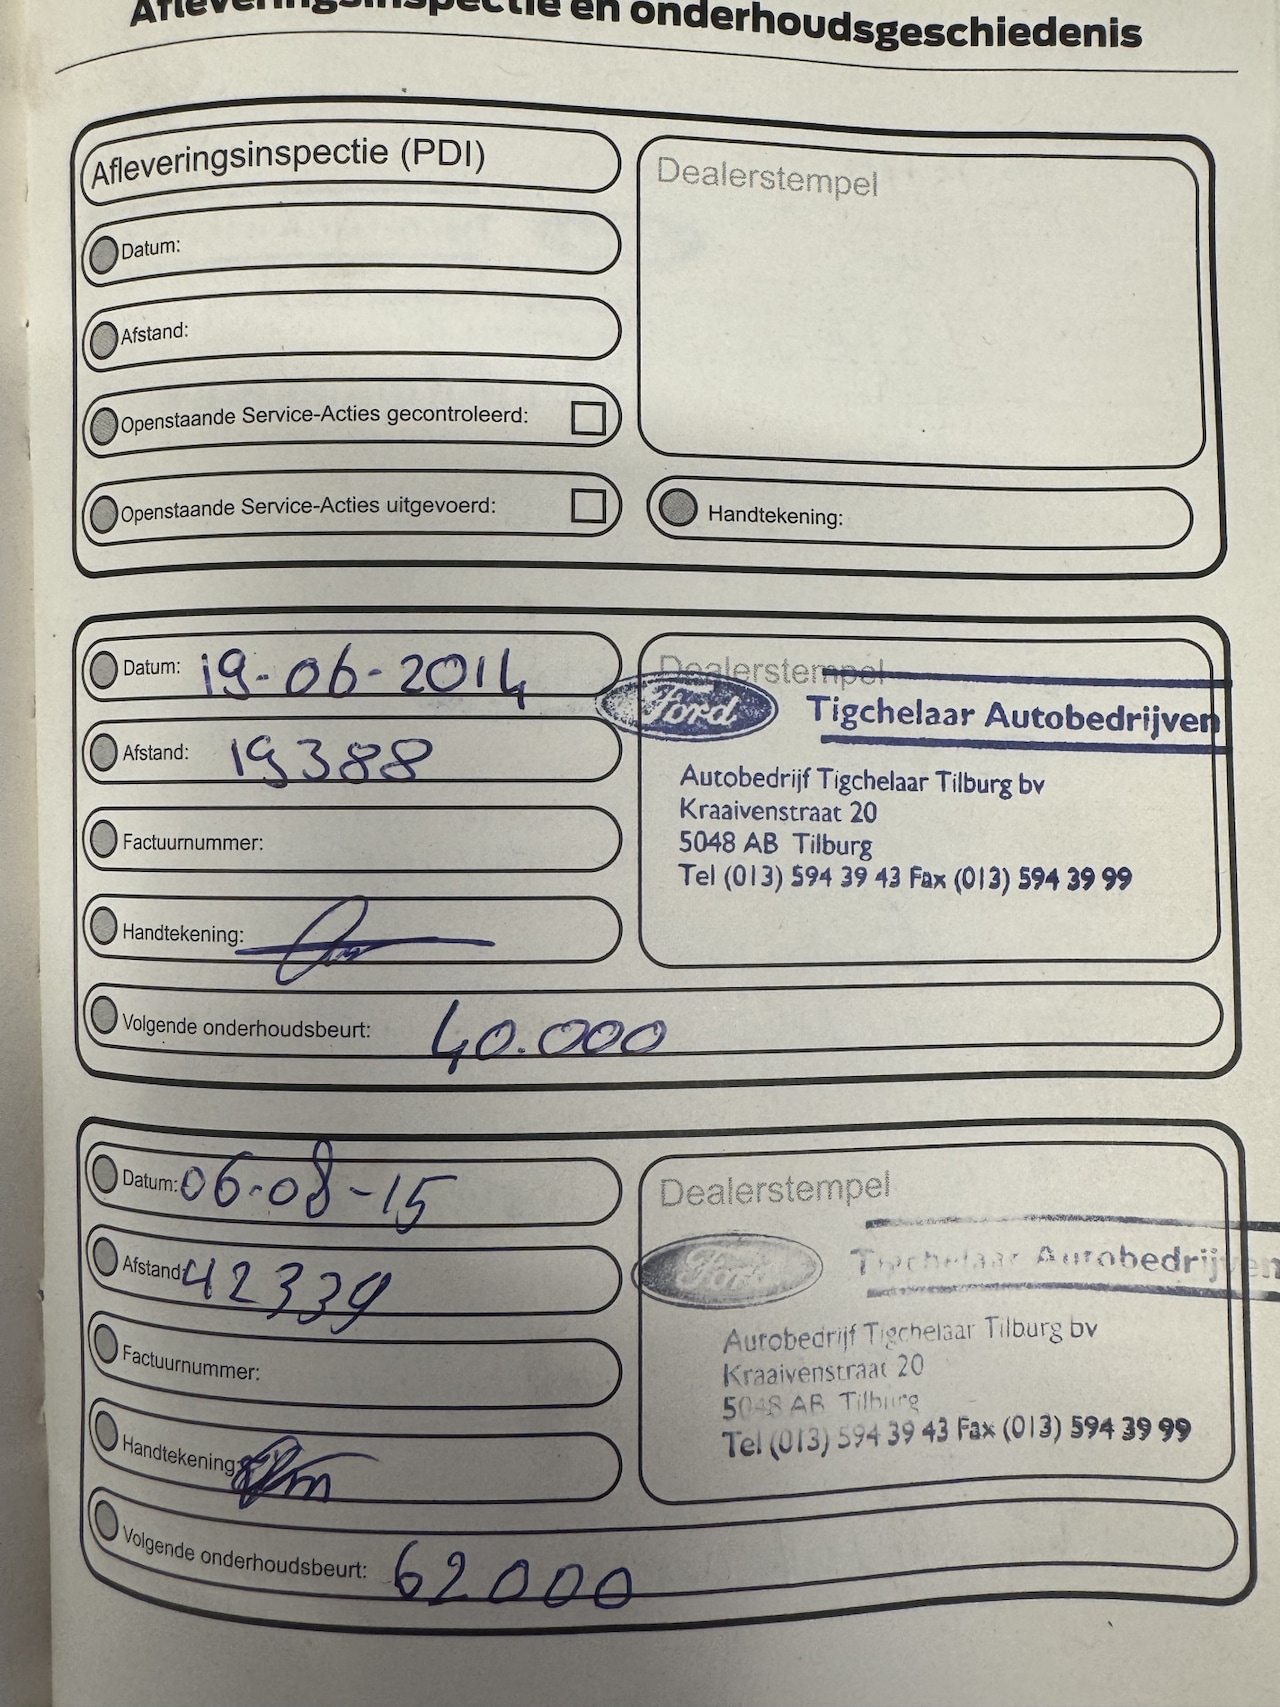 Afleveringsinspectie en onderhoudsgeschiedenis
Afleveringsinspectie (PDI)
Datum:
Afstand:
Openstaande Service-Acties gecontroleerd:
Openstaande Service-Acties uitgevoerd:
Dealerstempel
Handtekening:
Datum: 19-06-2014
Afstand: 19388
Factuurnummer:
Handtekening:
Volgende onderhoudsbeurt: 40.000
Dealerstempel
Ford Tigchelaar Autobedrijven
Autobedrijf Tigchelaar Tilburg bv
Kraaivenstraat 20
5048 AB Tilburg
Tel (013) 594 39 43 Fax (013) 594 39 99
Datum: 06-08-15
Afstand: 42339
Factuurnummer:
Handtekening:
Volgende onderhoudsbeurt: 62000
Dealerstempel
Ford Tigchelaar Autobedrijven
Autobedrijf Tigchelaar Tilburg bv
Kraaivenstraat 20
5048 AB Tilburg
Tel (013) 594 39 43 Fax (013) 594 39 99